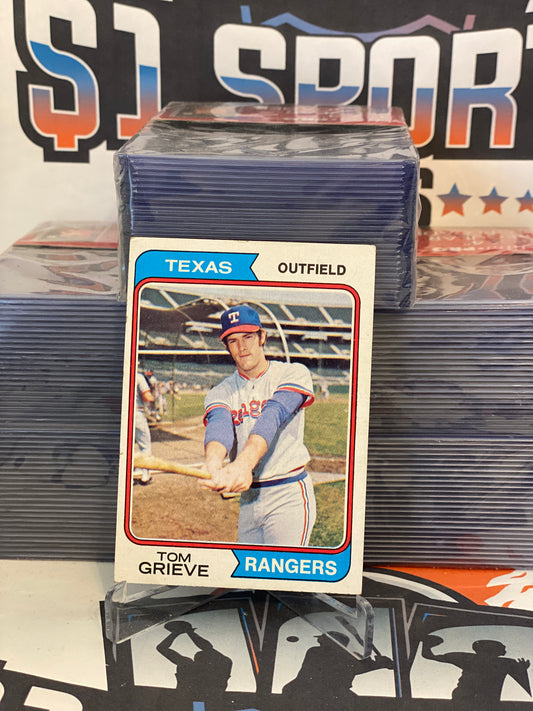 $1 SPORT
TEXAS OUTFIELD
T
TOM GRIEVE
RANGERS